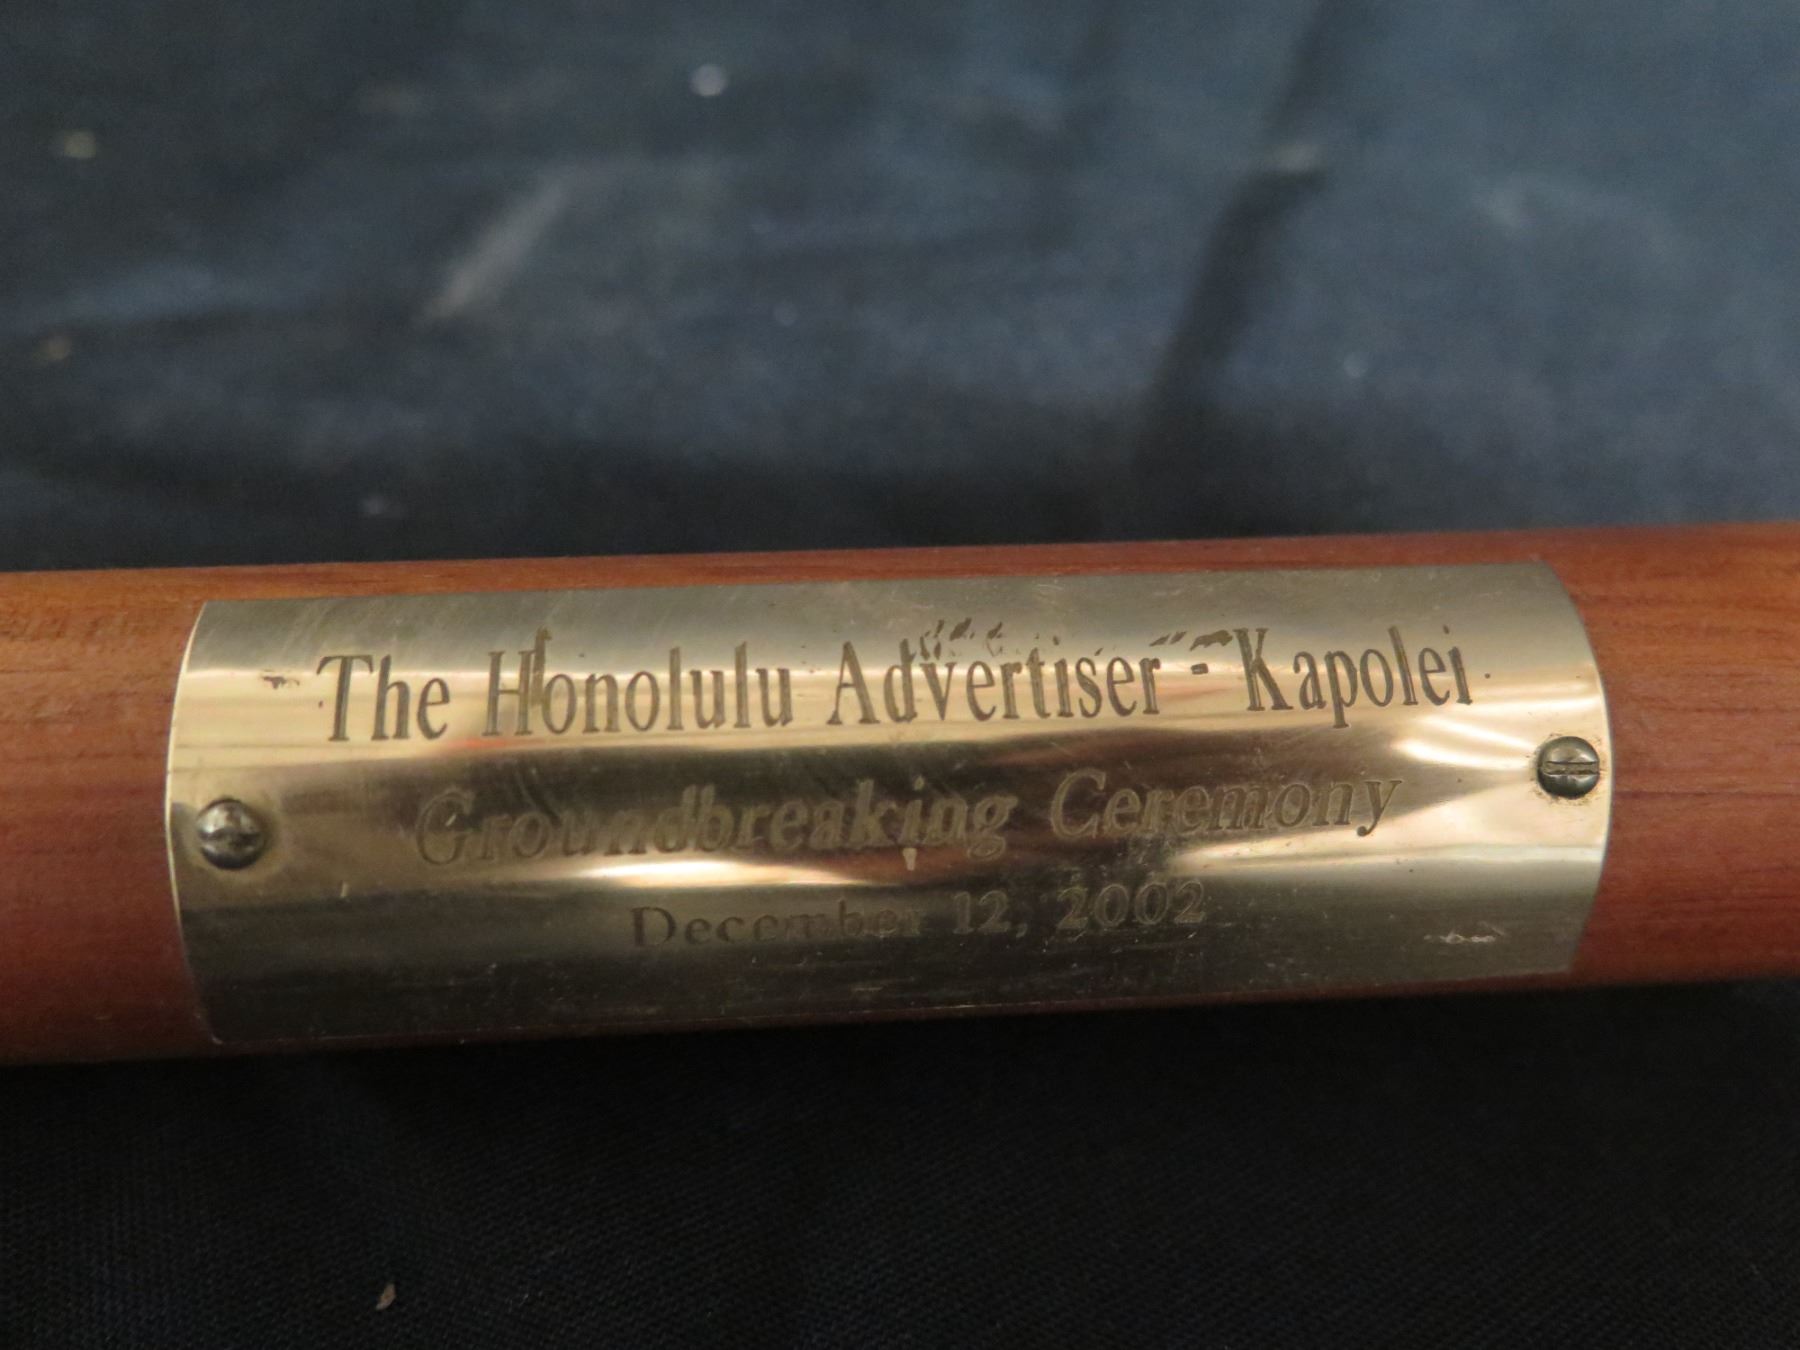 The Honolulu Advertiser - Kapolei
Groundbreaking Ceremony
December 12, 2002